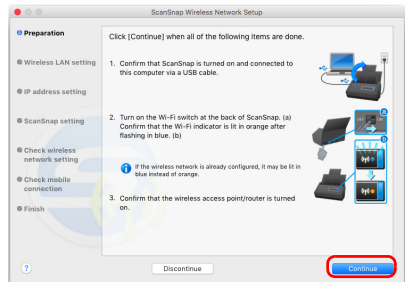 ScanSnap Wireless Network Setup
Preparation
Wireless LAN setting
IP address setting
ScanSnap setting
Check wireless
network setting
Check mobile
connection
Finish
Click [Continue] when all of the following items are done.
1. Confirm that ScanSnap is turned on and connected to
this computer via a USB cable.
2. Turn on the Wi-Fi switch at the back of ScanSnap. (a)
Confirm that the Wi-Fi indicator is lit in orange after
flashing in blue. (b)
If the wireless network is already configured, it may be lit in
blue instead of orange.
3. Confirm that the wireless access point/router is turned
on.
a
b
?
Discontinue
Continue